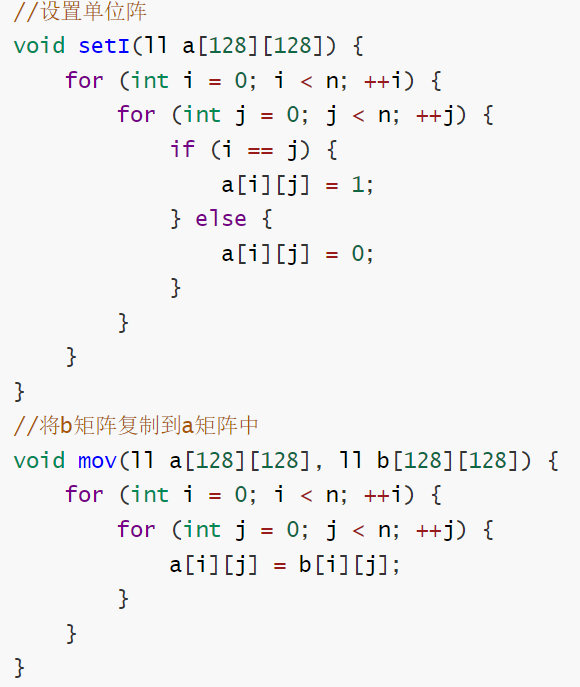 //设置单位阵
void setI(ll a[128][128]) {
    for (int i = 0; i < n; ++i) {
        for (int j = 0; j < n; ++j) {
            if (i == j) {
                a[i][j] = 1;
            } else {
                a[i][j] = 0;
            }
        }
    }
}
//将b矩阵复制到a矩阵中
void mov(ll a[128][128], ll b[128][128]) {
    for (int i = 0; i < n; ++i) {
        for (int j = 0; j < n; ++j) {
            a[i][j] = b[i][j];
        }
    }
}